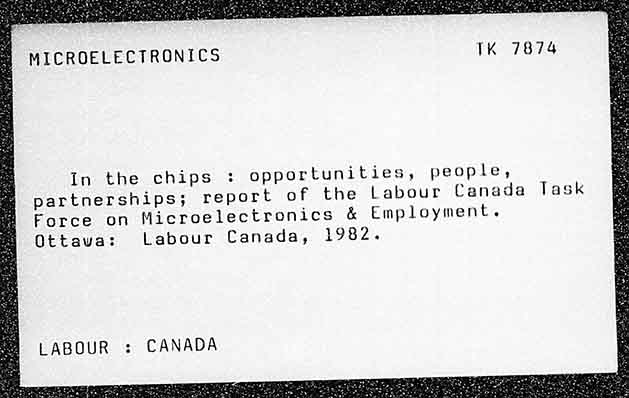 MICROELECTRONICS TK 7874
In the chips : opportunities, people,
partnerships; report of the Labour Canada Task
Force on Microelectronics & Employment.
Ottawa: Labour Canada, 1982.
LABOUR : CANADA